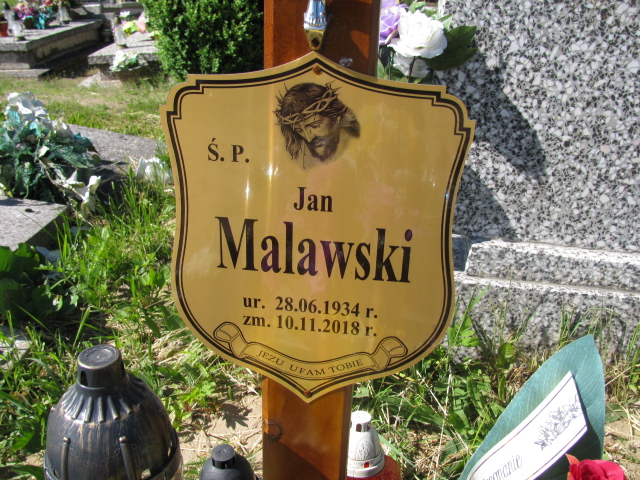 Ś. P.
Jan
Malawski
ur. 28.06.1934 r.
zm. 10.11.2018 r.
JEZU UFAM TOBIE